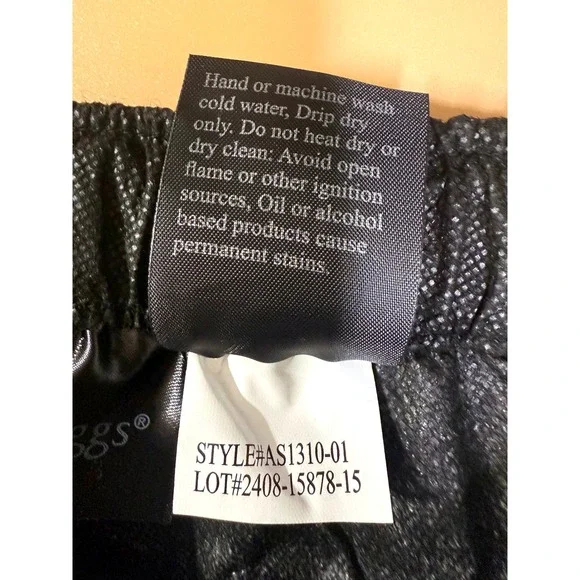 Hand or machine wash
cold water, Drip dry
only. Do not heat dry or
dry clean: Avoid open
flame or other ignition
sources, Oil or alcohol
based products cause
permanent stains.
ggs®
STYLE#AS1310-01
LOT#2408-15878-15